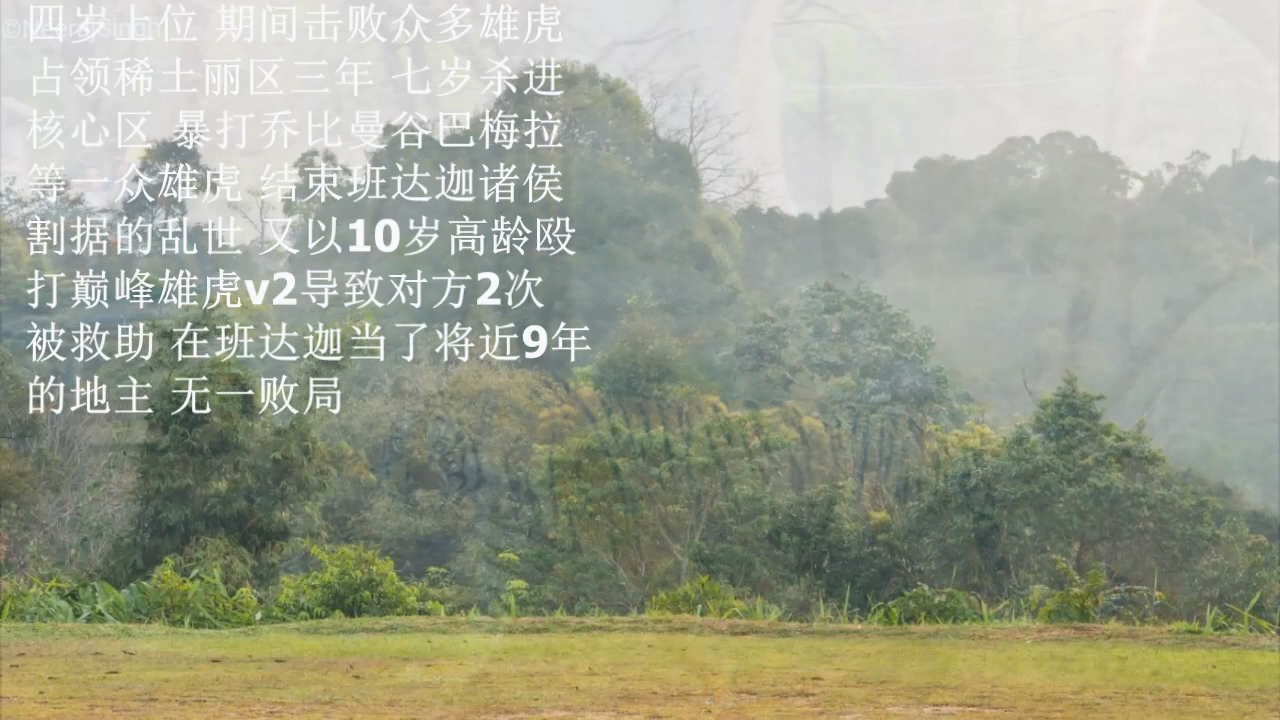 四岁上位 期间击败众多雄虎
占领稀土丽区三年 七岁杀进
核心区 暴打乔比曼谷巴梅拉
等一众雄虎 结束班达迦诸侯
割据的乱世 又以10岁高龄殴
打巅峰雄虎v2导致对方2次
被救助 在班达迦当了将近9年
的地主 无一败局